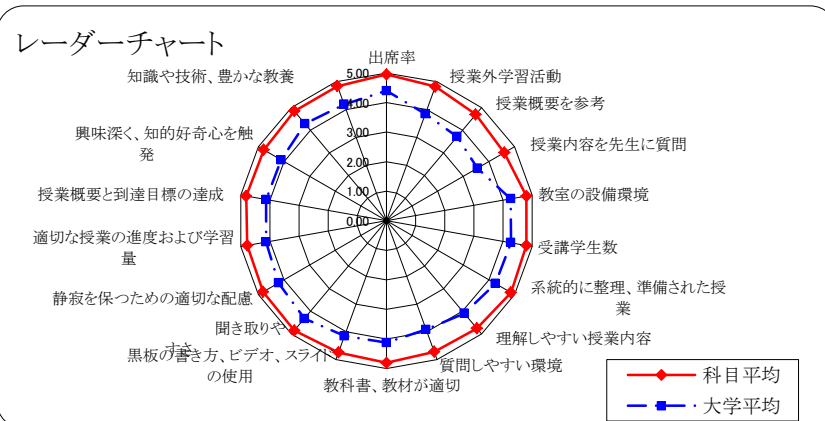 レーダーチャート
出席率
授業外学習活動
授業概要を参考
授業内容を先生に質問
教室の設備環境
受講学生数
系統的に整理、準備された授
業
理解しやすい授業内容
質問しやすい環境
教科書、教材が適切
黒板の書き方、ビデオ、スライド
の使用
聞き取りや
すさ
静寂を保つための適切な配慮
適切な授業の進度および学習
量
授業概要と到達目標の達成
興味深く、知的好奇心を触
発
知識や技術、豊かな教養
5.00
4.00
3.00
2.00
1.00
0.00
科目平均
大学平均